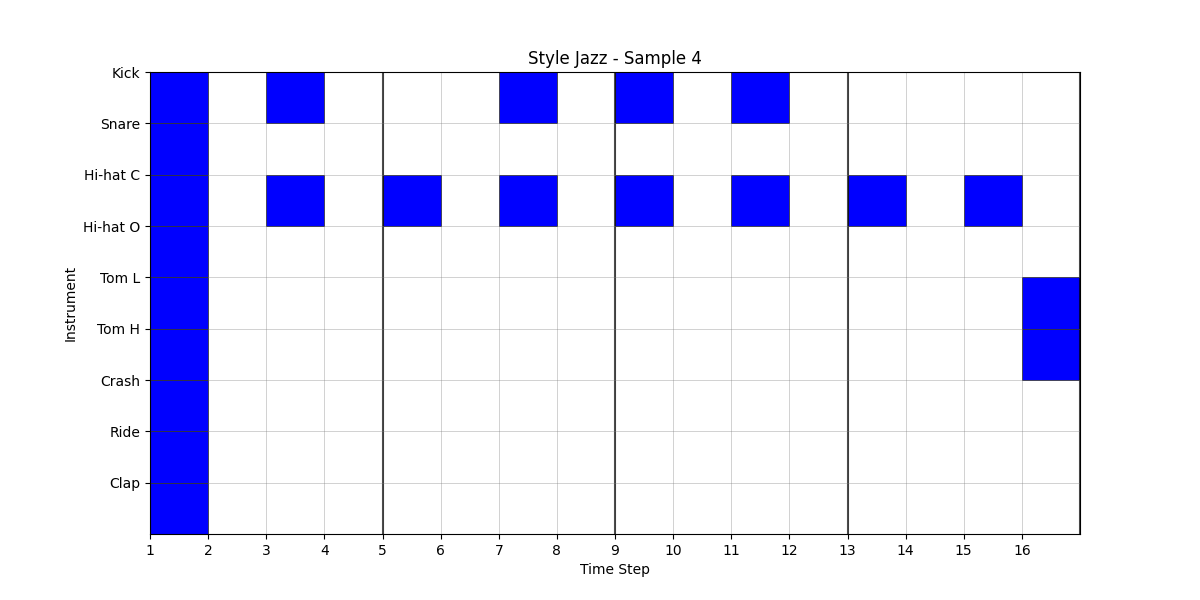 Style Jazz - Sample 4
Kick
Snare
Hi-hat C
Hi-hat O
Tom L
Tom H
Crash
Ride
Clap
Instrument
1 2 3 4 5 6 7 8 9 10 11 12 13 14 15 16
Time Step